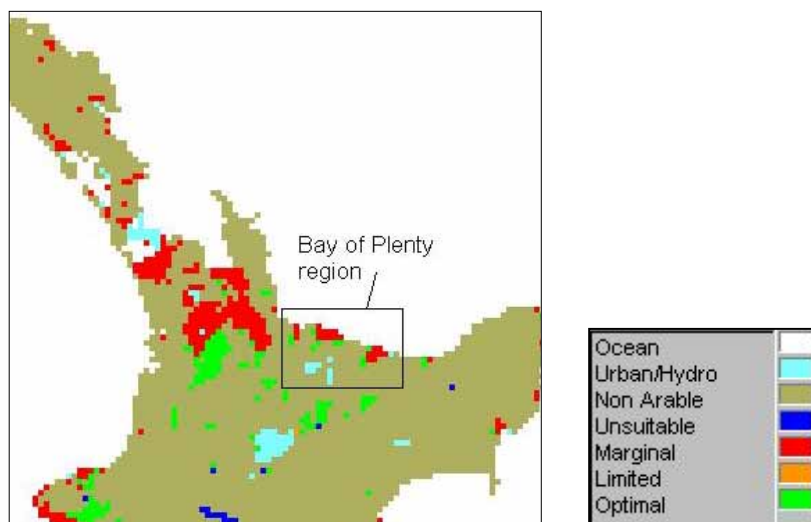 Bay of Plenty
region
Ocean
Urban/Hydro
Non Arable
Unsuitable
Marginal
Limited
Optimal